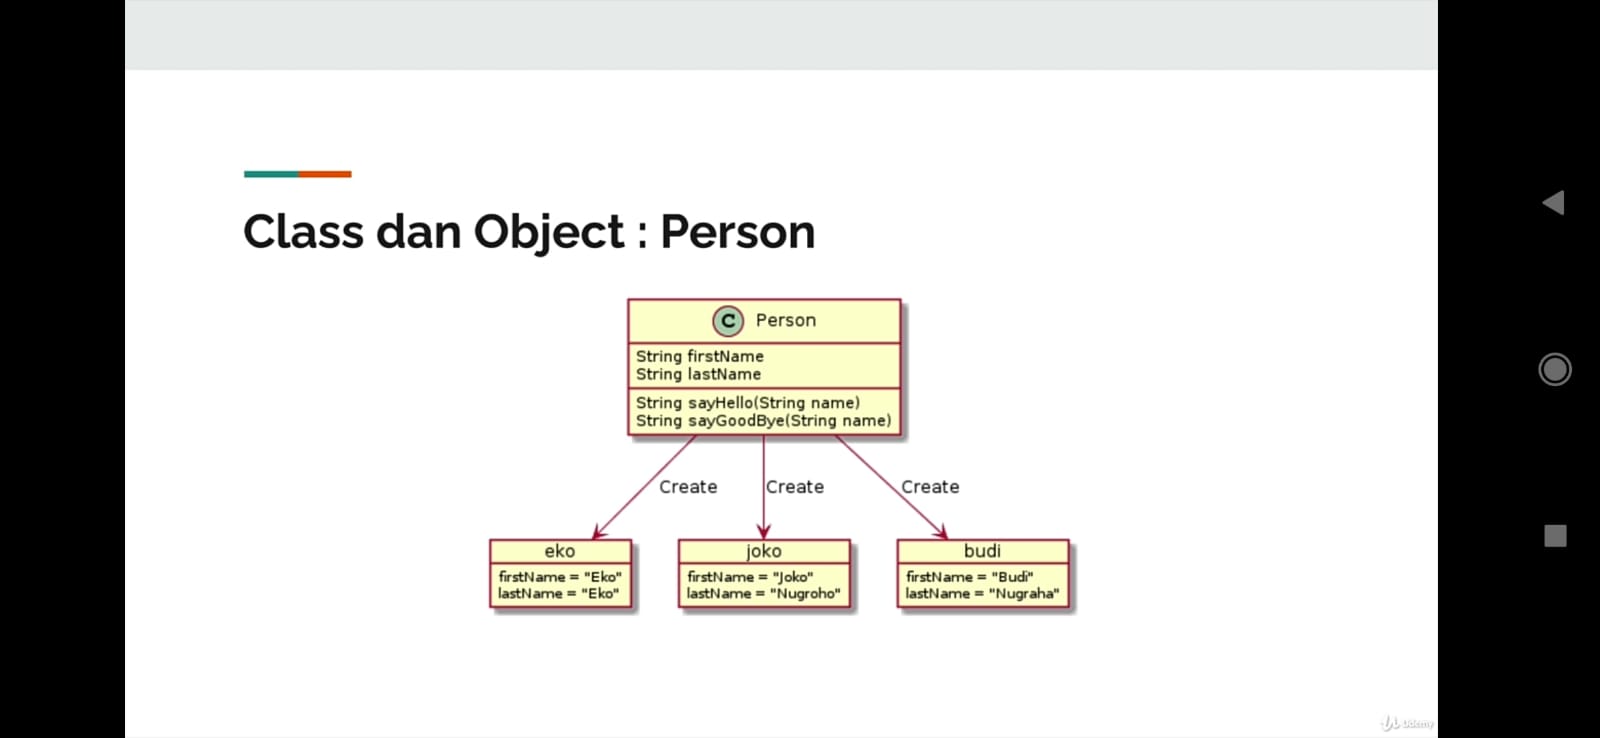 Class dan Object : Person
C Person
String firstName
String lastName
String sayHello(String name)
String sayGoodBye(String name)
Create Create Create
eko
firstName = "Eko"
lastName = "Eko"
joko
firstName = "Joko"
lastName = "Nugroho"
budi
firstName = "Budi"
lastName = "Nugraha"
Udemy